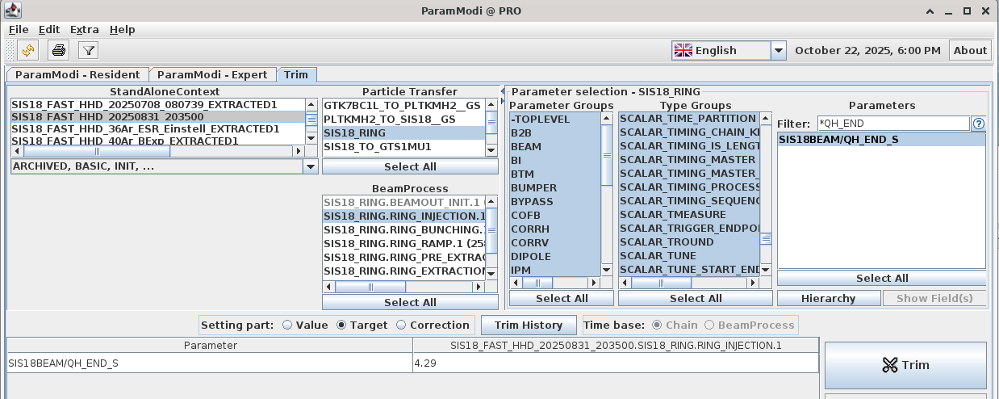 ParamModi @ PRO
File Edit Extra Help
English
October 22, 2025, 6:00 PM
About
ParamModi - Resident
ParamModi - Expert
Trim
StandAloneContext
SIS18_FAST_HHD_20250708_080739_EXTRACTED1
SIS18_FAST_HHD_20250831_203500
SIS18_FAST_HHD_36Ar_ESR_Einstell_EXTRACTED1
SIS18_FAST_HHD_40Ar_BExp_EXTRACTED1
ARCHIVED, BASIC, INIT, ...
Particle Transfer
GTK7BC1L_TO_PLTKMH2__GS
PLTKMH2_TO_SIS18__GS
SIS18_RING
SIS18_TO_GTS1MU1
Select All
BeamProcess
SIS18_RING.BEAMOUT_INIT.1 (
SIS18_RING.RING_INJECTION.1
SIS18_RING.RING_BUNCHING.
SIS18_RING.RING_RAMP.1 (258
SIS18_RING.RING_PRE_EXTRAC
SIS18_RING.RING_EXTRACTION
Select All
Parameter selection - SIS18_RING
Parameter Groups
-TOPLEVEL
B2B
BEAM
BI
BTM
BUMPER
BYPASS
COFB
CORRH
CORRV
DIPOLE
IPM
Select All
Type Groups
SCALAR_TIME_PARTITION
SCALAR_TIMING_CHAIN_KI
SCALAR_TIMING_IS_LENGT
SCALAR_TIMING_MASTER
SCALAR_TIMING_MASTER_
SCALAR_TIMING_PROCESS
SCALAR_TIMING_SEQUENC
SCALAR_TMEASURE
SCALAR_TRIGGER_ENDPOI
SCALAR_TROUND
SCALAR_TUNE
SCALAR_TUNE_START_END
Select All
Parameters
Filter: *QH_END ?
SIS18BEAM/QH_END_S
Select All
Hierarchy Show Field(s)
Setting part: Value Target Correction Trim History Time base: Chain BeamProcess
Parameter SIS18_FAST_HHD_20250831_203500.SIS18_RING.RING_INJECTION.1
SIS18BEAM/QH_END_S 4.29
Trim